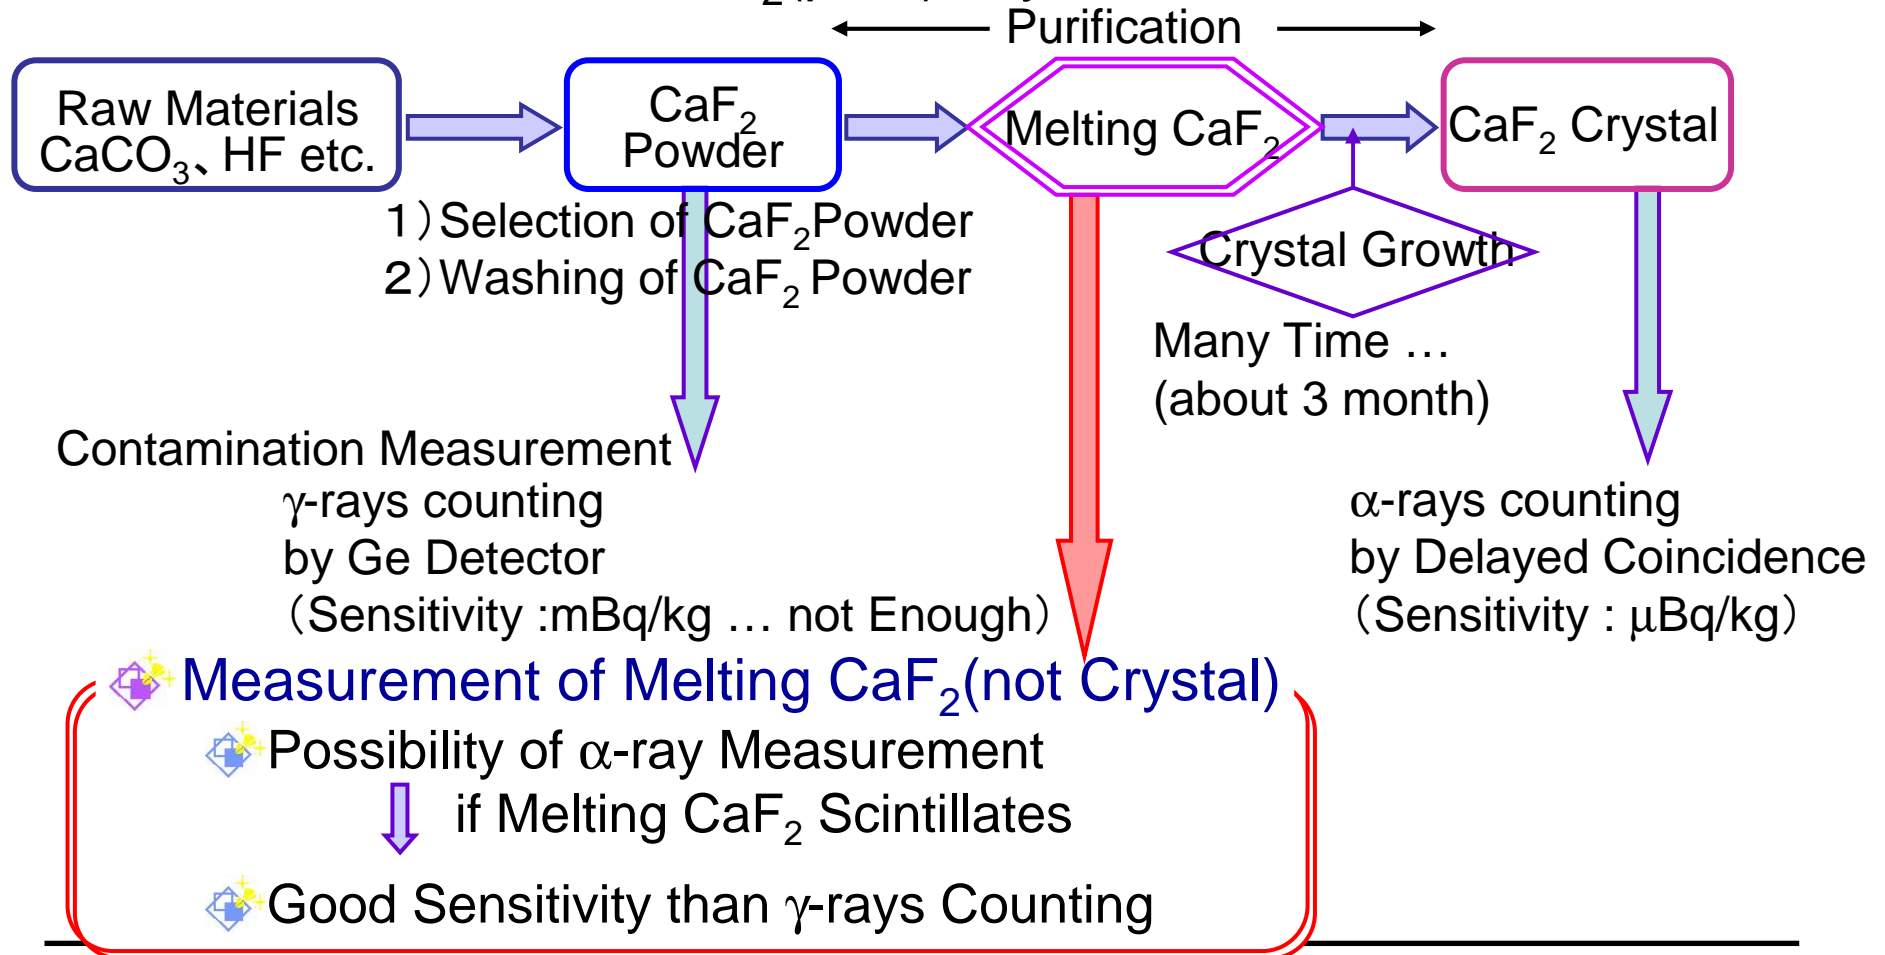 Purification
Raw Materials
CaCO3、HF etc.
CaF2
Powder
Melting CaF2
CaF2 Crystal
1）Selection of CaF2Powder
2）Washing of CaF2 Powder
Crystal Growth
Many Time …
(about 3 month)
Contamination Measurement
γ-rays counting
by Ge Detector
（Sensitivity :mBq/kg … not Enough）
α-rays counting
by Delayed Coincidence
（Sensitivity : μBq/kg）
Measurement of Melting CaF2(not Crystal)
Possibility of α-ray Measurement
if Melting CaF2 Scintillates
Good Sensitivity than γ-rays Counting